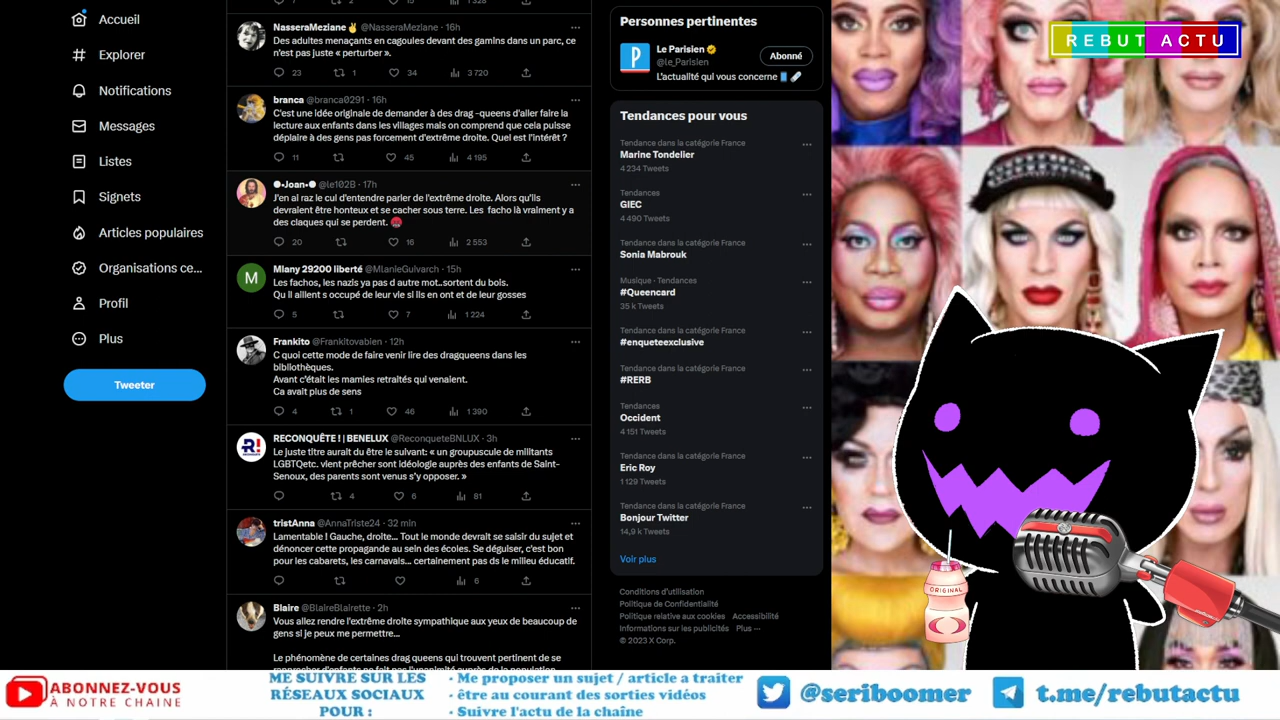 Accueil
Explorer
Notifications
Messages
Listes
Signets
Articles populaires
Organisations ce...
Profil
Plus
Tweeter
NasseraMeziane✌ @NasseraMeziane · 16h
Des adultes menaçants en cagoules devant des gamins dans un parc, ce
n'est pas juste « perturber ».
23 1 34 3 720
branca @branca0291 · 16h
C'est une idée originale de demander à des drag -queens d'aller faire la
lecture aux enfants dans les villages mais on comprend que cela puisse
déplaire à des gens pas forcement d'extrême droite. Quel est l'intérêt ?
11 45 4 195
●•Joan•● @le102B · 17h
J'en ai raz le cul d'entendre parler de l'extrême droite. Alors qu'ils
devraient être honteux et se cacher sous terre. Les facho là vraiment y a
des claques qui se perdent. 😡
20 16 2 553
Mlany 29200 liberté @MlanieGulvarch · 15h
Les fachos, les nazis ya pas d autre mot..sortent du bois.
Qu il allient s occupé de leur vie si ils en ont et de leur gosses
5 7 1 224
Frankito @Frankitovabien · 12h
C quoi cette mode de faire venir lire des dragqueens dans les
bibliothèques.
Avant c'était les mamies retraités qui venaient.
Ca avait plus de sens
4 1 46 1 390
RECONQUÊTE ! | BENELUX @ReconqueteBNLUX · 3h
Le juste titre aurait du être le suivant: « un groupuscule de militants
LGBTQetc. vient prêcher sont idéologie auprès des enfants de Saint-
Senoux, des parents sont venus s'y opposer. »
4 6 81
tristAnna @AnnaTriste24 · 32 min
Lamentable ! Gauche, droite... Tout le monde devrait se saisir du sujet et
dénoncer cette propagande au sein des écoles. Se déguiser, c'est bon
pour les cabarets, les carnavals... certainement pas ds le milieu éducatif.
6
Blaire @BlaireBlairette · 2h
Vous allez rendre l'extrême droite sympathique aux yeux de beaucoup de
gens si je peux me permettre...
Le phénomène de certaines drag queens qui trouvent pertinent de se
Personnes pertinentes
Le Parisien
@le_Parisien
Abonné
L'actualité qui vous concerne
Tendances pour vous
Tendance dans la catégorie France
Marine Tondelier
4 234 Tweets
Tendances
GIEC
4 490 Tweets
Tendance dans la catégorie France
Sonia Mabrouk
Musique · Tendances
#Queencard
35 k Tweets
Tendance dans la catégorie France
#enqueteexclusive
Tendance dans la catégorie France
#RERB
Tendances
Occident
4 151 Tweets
Tendance dans la catégorie France
Eric Roy
1 129 Tweets
Tendance dans la catégorie France
Bonjour Twitter
14,9 k Tweets
Voir plus
Conditions d'utilisation
Politique de Confidentialité
Politique relative aux cookies Accessibilité
Informations sur les publicités Plus ···
© 2023 X Corp.
REBUT ACTU
ORIGINAL
ABONNEZ-VOUS
À NOTRE CHAINE
ME SUIVRE SUR LES
RÉSEAUX SOCIAUX
POUR :
· Me proposer un sujet / article a traiter
· être au courant des sorties vidéos
· Suivre l'actu de la chaîne
@seriboomer
t.me/rebutactu